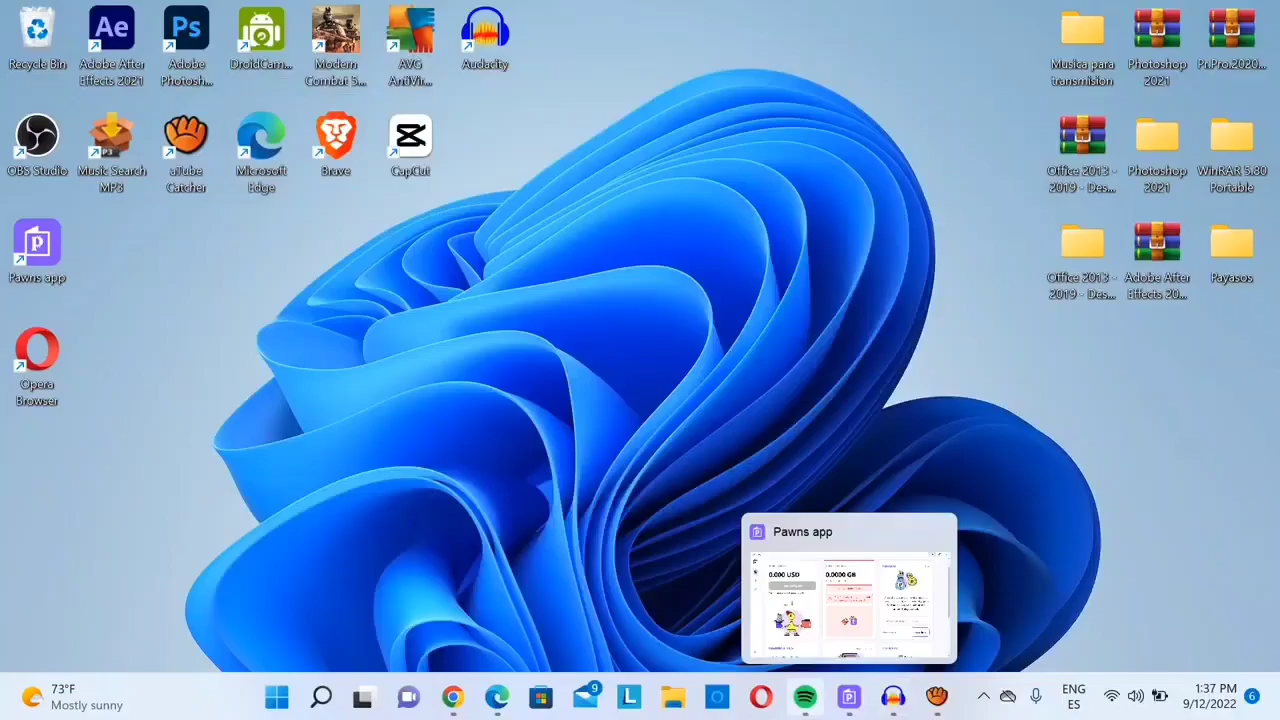 Recycle Bin
Adobe After
Effects 2021
Adobe
Photosh...
DroidCam...
Modern
Combat 5...
AVG
AntiVir...
Audacity
Musica para
transmision
Photoshop
2021
Pr.Pro.2020...
OBS Studio
Music Search
MP3
aTube
Catcher
Microsoft
Edge
Brave
CapCut
Office 2013 -
2019 - Des...
Photoshop
2021
WinRAR 5.80
Portable
Pawns app
Office 2013 -
2019 - Des...
Adobe After
Effects 20...
Payasos
Opera
Browser
Pawns app
0.000 USD
0.0000 GB
73°F
Mostly sunny
9
ENG
ES
1:37 PM
9/12/2022
6